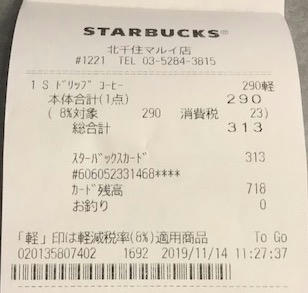 STARBUCKS®
北千住マルイ店
#1221 TEL 03-5284-3815
1 S ﾄﾞﾘｯﾌﾟ ｺｰﾋｰ 290軽
本体合計(1点) 290
( 8%対象 290 消費税 23)
総合計 313
ｽﾀｰﾊﾞｯｸｽｶｰﾄﾞ 313
#606052331468****
ｶｰﾄﾞ残高 718
お釣り 0
「軽」印は軽減税率(8%)適用商品 To Go
020135807402 1692 2019/11/14 11:27:37